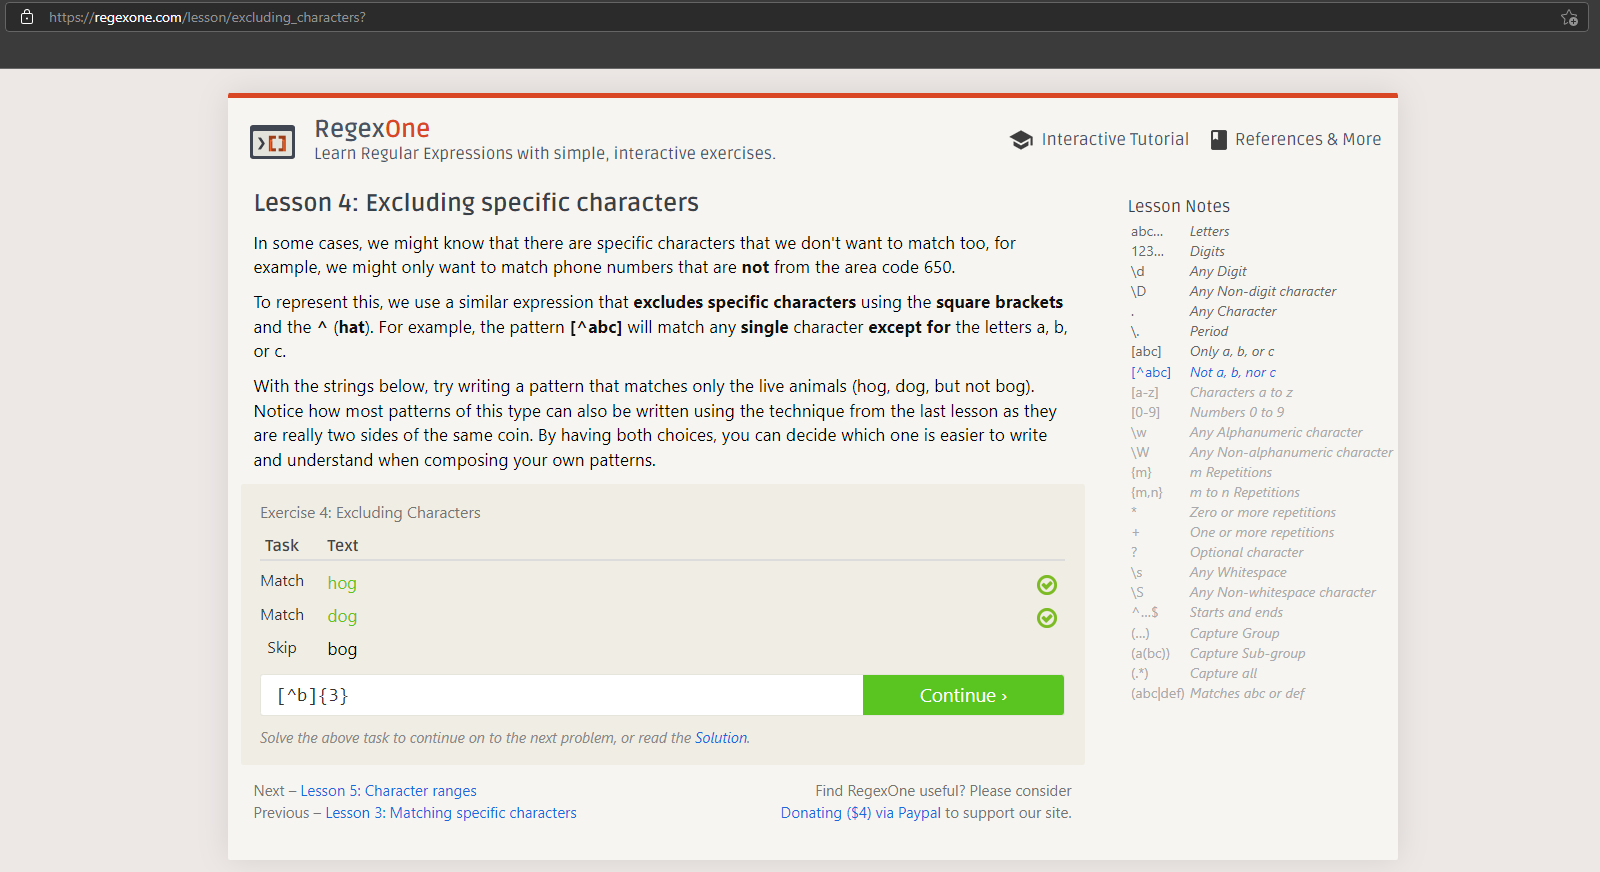 https://regexone.com/lesson/excluding_characters?
RegexOne
Learn Regular Expressions with simple, interactive exercises.
Interactive Tutorial
References & More
Lesson 4: Excluding specific characters
In some cases, we might know that there are specific characters that we don't want to match too, for
example, we might only want to match phone numbers that are not from the area code 650.
To represent this, we use a similar expression that excludes specific characters using the square brackets
and the ^ (hat). For example, the pattern [^abc] will match any single character except for the letters a, b,
or c.
With the strings below, try writing a pattern that matches only the live animals (hog, dog, but not bog).
Notice how most patterns of this type can also be written using the technique from the last lesson as they
are really two sides of the same coin. By having both choices, you can decide which one is easier to write
and understand when composing your own patterns.
Exercise 4: Excluding Characters
Task Text
Match hog
Match dog
Skip bog
[^b]{3}
Continue ›
Solve the above task to continue on to the next problem, or read the Solution.
Next – Lesson 5: Character ranges
Previous – Lesson 3: Matching specific characters
Find RegexOne useful? Please consider
Donating ($4) via Paypal to support our site.
Lesson Notes
abc... Letters
123... Digits
\d Any Digit
\D Any Non-digit character
. Any Character
\. Period
[abc] Only a, b, or c
[^abc] Not a, b, nor c
[a-z] Characters a to z
[0-9] Numbers 0 to 9
\w Any Alphanumeric character
\W Any Non-alphanumeric character
{m} m Repetitions
{m,n} m to n Repetitions
* Zero or more repetitions
+ One or more repetitions
? Optional character
\s Any Whitespace
\S Any Non-whitespace character
^...$ Starts and ends
(...) Capture Group
(a(bc)) Capture Sub-group
(.*) Capture all
(abc|def) Matches abc or def